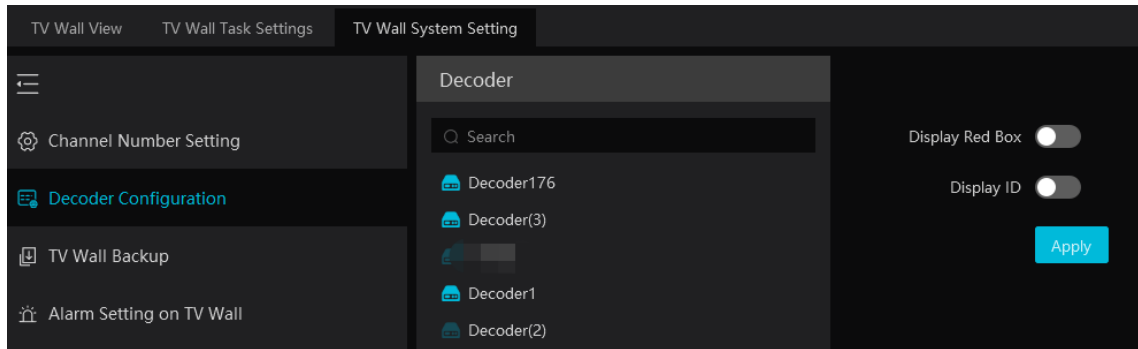 TV Wall View
TV Wall Task Settings
TV Wall System Setting
Channel Number Setting
Decoder Configuration
TV Wall Backup
Alarm Setting on TV Wall
Decoder
Search
Decoder176
Decoder(3)
Decoder1
Decoder(2)
Display Red Box
Display ID
Apply